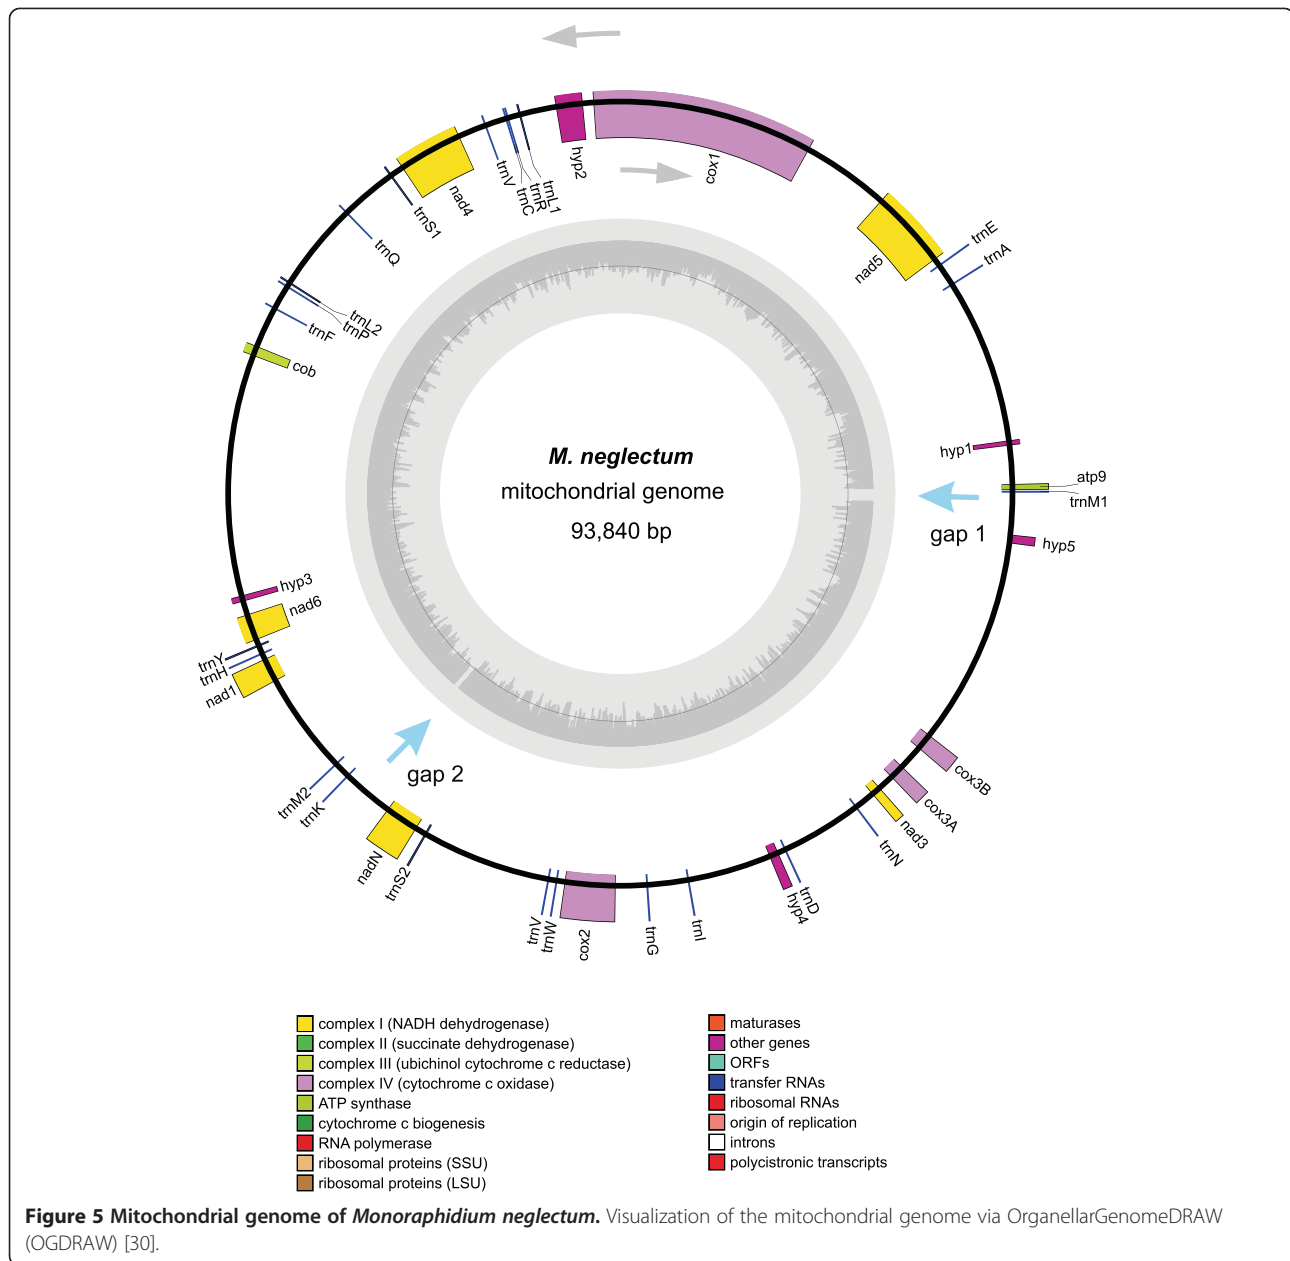 hyp2
cox1
trnL1
trnR
trnC
trnV
nad4
trnS1
trnQ
trnL2
trnP
trnF
cob
nad5
trnE
trnA
hyp1
atp9
trnM1
hyp5
gap 1
M. neglectum
mitochondrial genome
93,840 bp
hyp3
nad6
trnY
trnH
nad1
gap 2
trnM2
trnK
nadN
trnS2
trnV
trnW
cox2
trnG
trnI
hyp4
trnD
trnN
nad3
cox3A
cox3B
complex I (NADH dehydrogenase)
complex II (succinate dehydrogenase)
complex III (ubichinol cytochrome c reductase)
complex IV (cytochrome c oxidase)
ATP synthase
cytochrome c biogenesis
RNA polymerase
ribosomal proteins (SSU)
ribosomal proteins (LSU)
maturases
other genes
ORFs
transfer RNAs
ribosomal RNAs
origin of replication
introns
polycistronic transcripts
Figure 5 Mitochondrial genome of Monoraphidium neglectum. Visualization of the mitochondrial genome via OrganellarGenomeDRAW
(OGDRAW) [30].